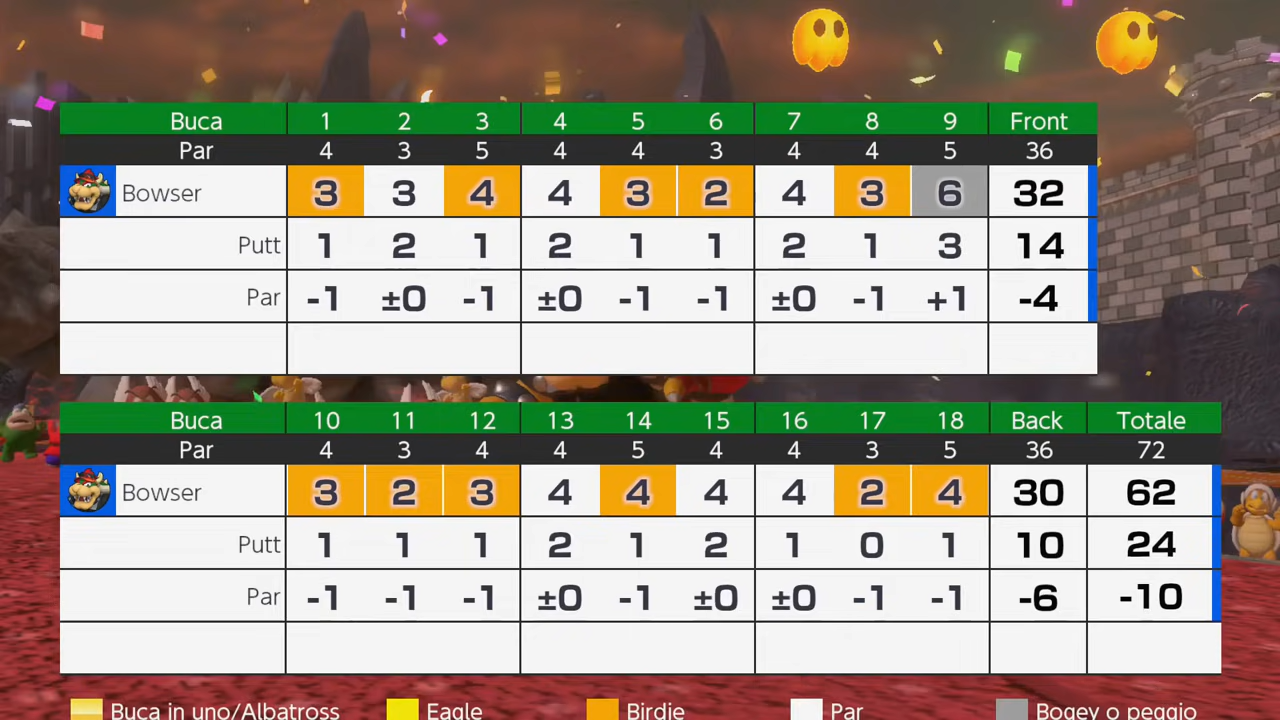 Buca 1 2 3 4 5 6 7 8 9 Front
Par 4 3 5 4 4 3 4 4 5 36
Bowser 3 3 4 4 3 2 4 3 6 32
Putt 1 2 1 2 1 1 2 1 3 14
Par -1 ±0 -1 ±0 -1 -1 ±0 -1 +1 -4
Buca 10 11 12 13 14 15 16 17 18 Back Totale
Par 4 3 4 4 5 4 4 3 5 36 72
Bowser 3 2 3 4 4 4 4 2 4 30 62
Putt 1 1 1 2 1 2 1 0 1 10 24
Par -1 -1 -1 ±0 -1 ±0 ±0 -1 -1 -6 -10
Buca in uno/Albatross Eagle Birdie Par Bogey o peggio